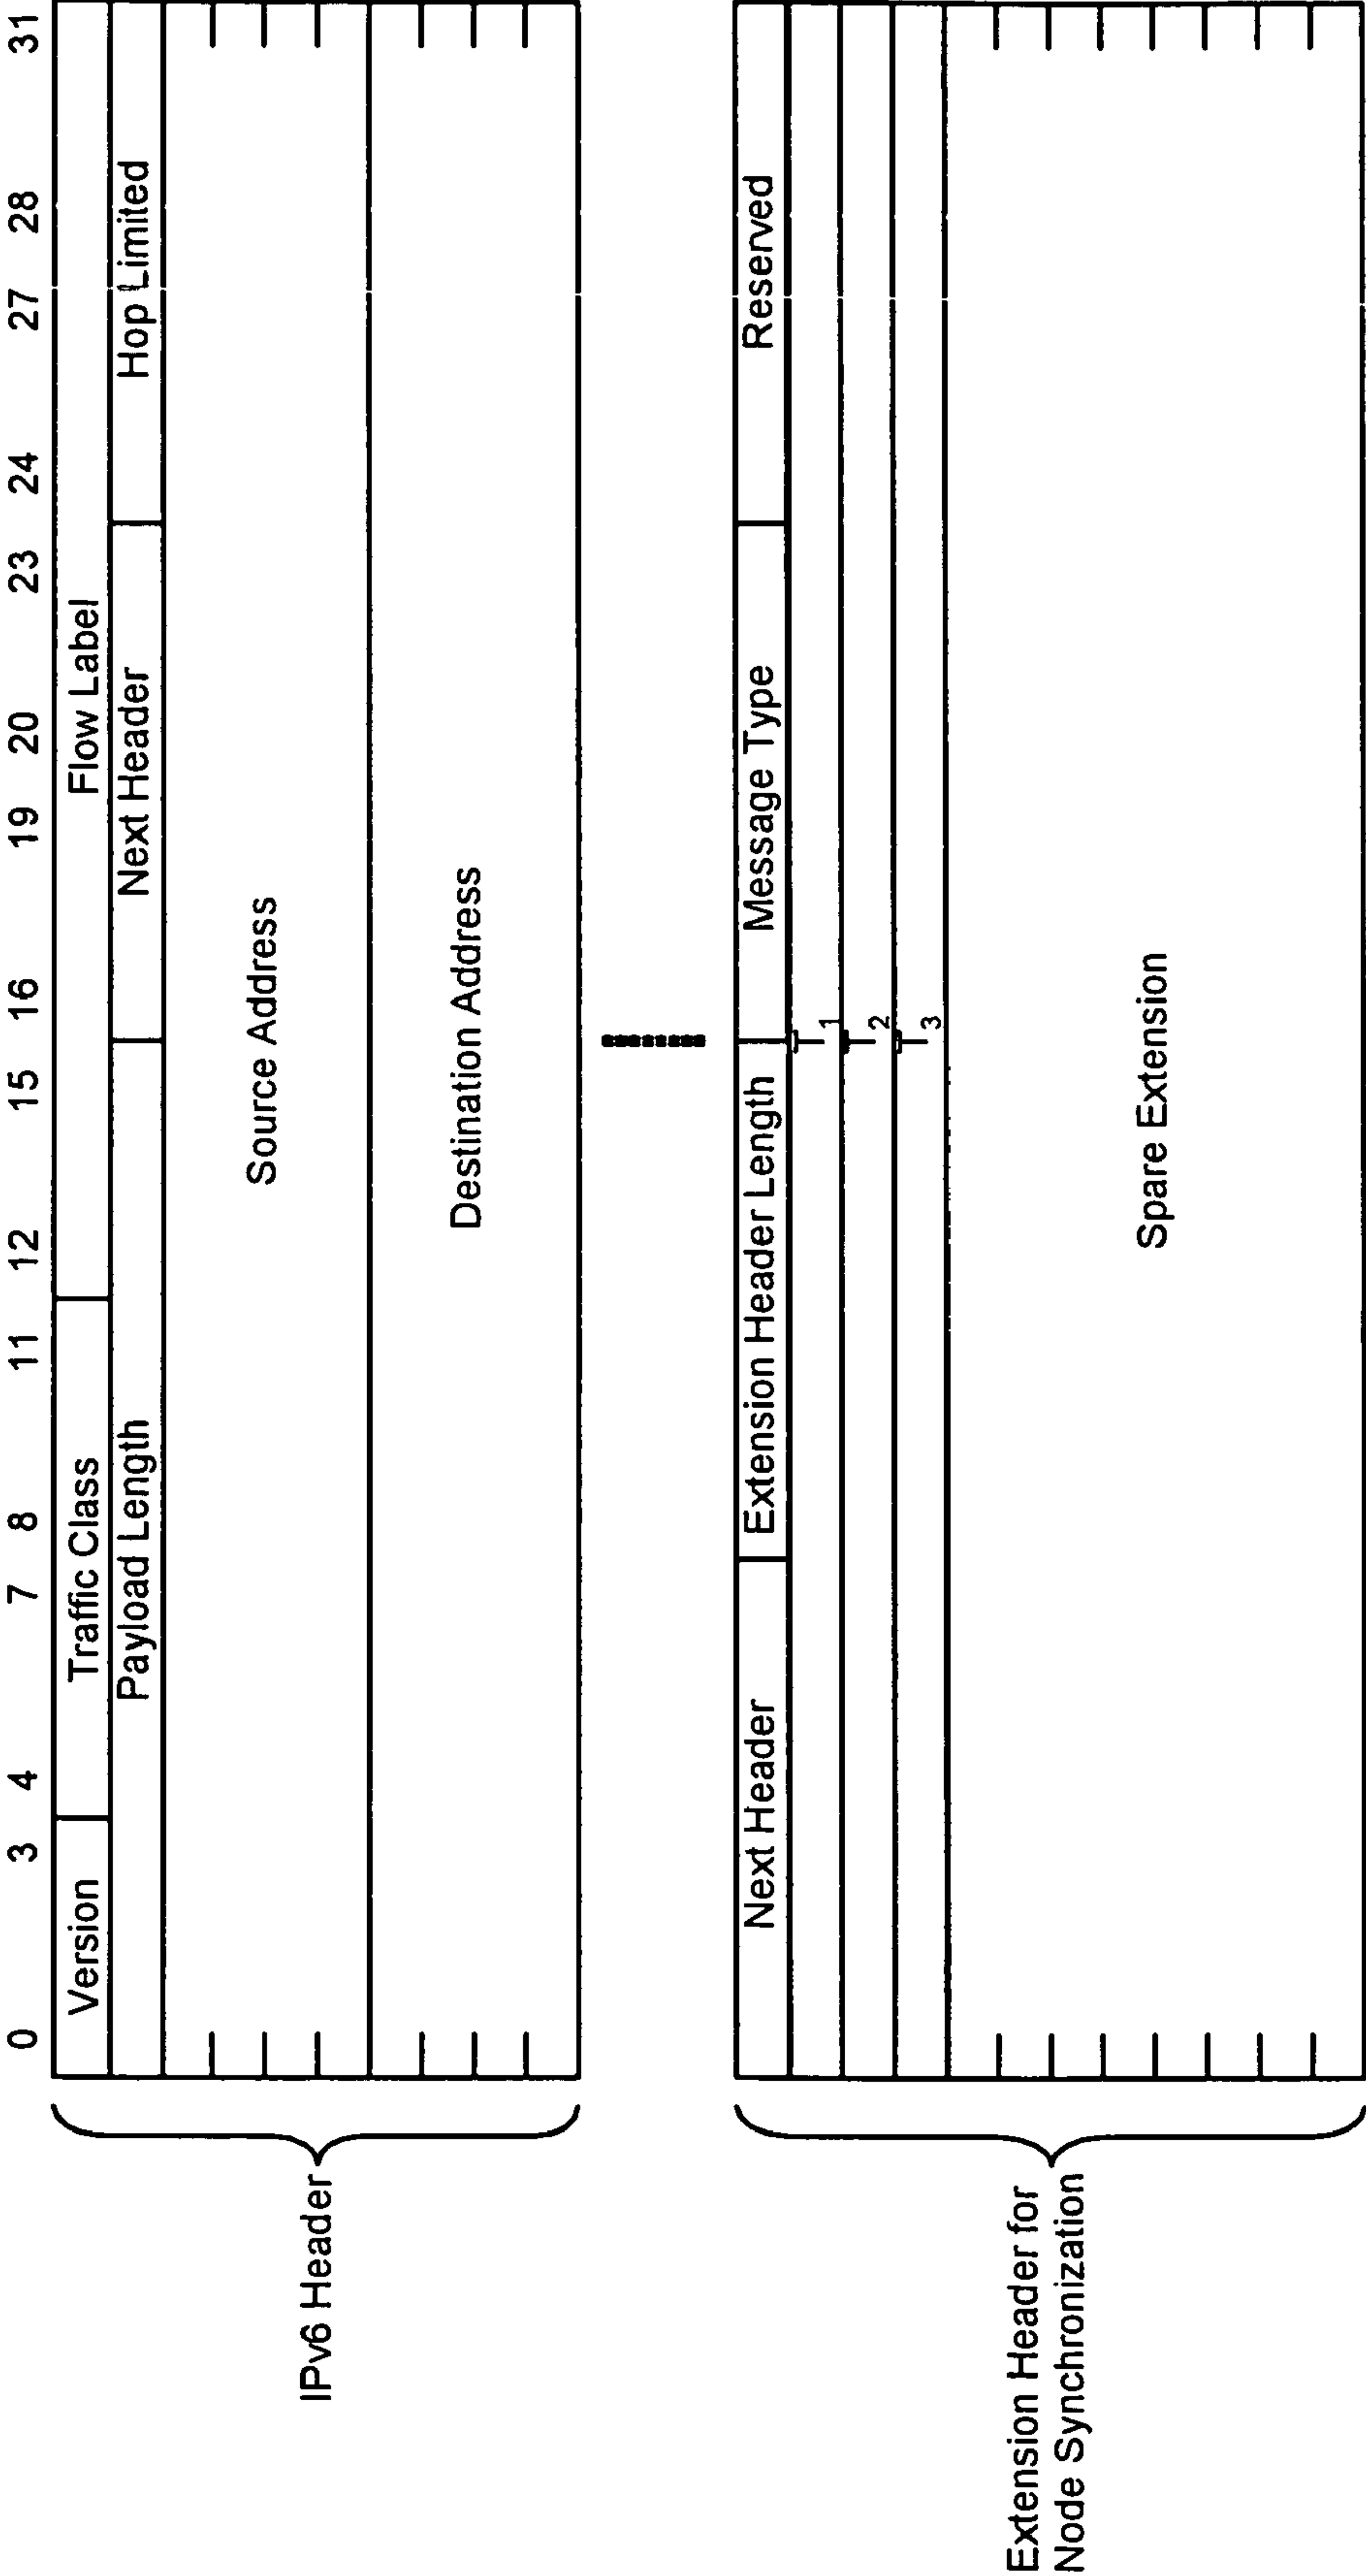 0 3 4 7 8 11 12 15 16 19 20 23 24 27 28 31
IPv6 Header
Version Traffic Class Flow Label
Payload Length Next Header Hop Limited
Source Address
Destination Address
Extension Header for
Node Synchronization
Next Header Extension Header Length Message Type Reserved
1
2
3
Spare Extension